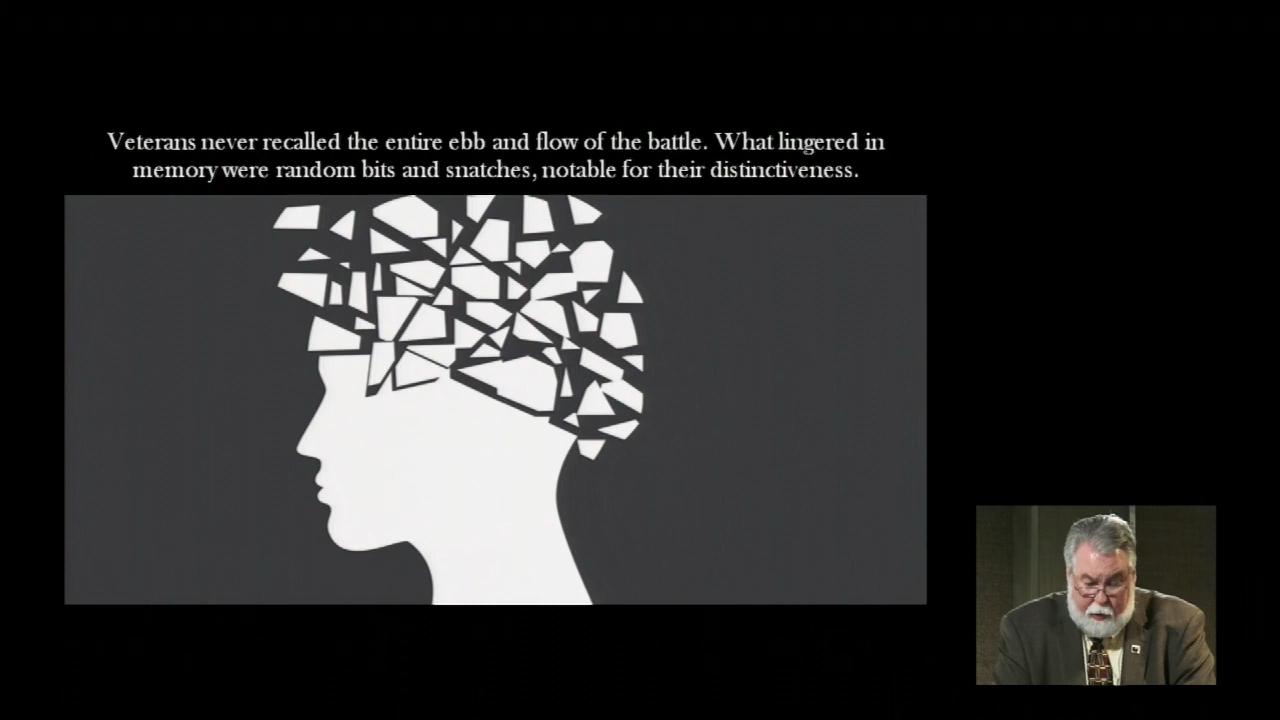 Veterans never recalled the entire ebb and flow of the battle. What lingered in
memory were random bits and snatches, notable for their distinctiveness.